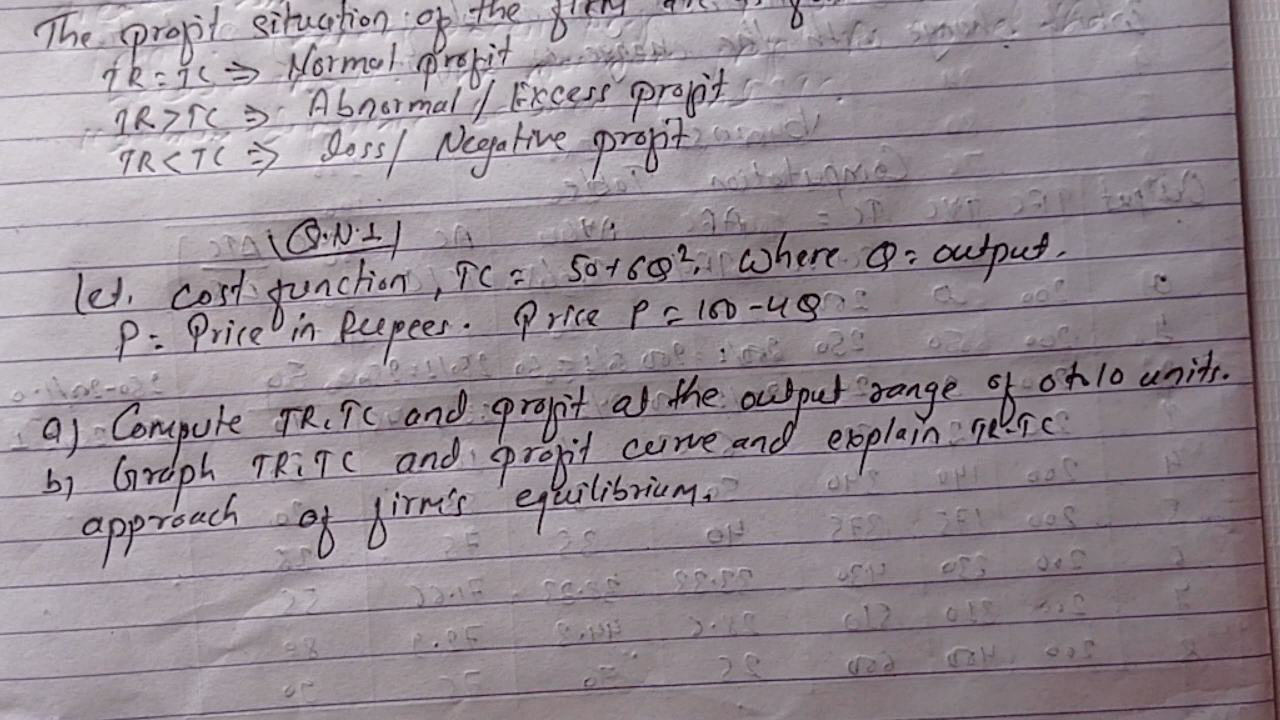 The profit situation of the firm are as
TR = TC ⇒ Normal profit
TR > TC ⇒ Abnormal / Excess profit
TR < TC ⇒ Loss / Negative profit
(Q.N.1)
Let. cost function, TC = 50+6Q². Where Q = output.
P = Price in Rupees. Price P = 100-4Q
a) Compute TR, TC and profit at the output range of 0 to 10 units.
b) Graph TR, TC and profit curve and explain TR-TC
approach of firm's equilibrium.